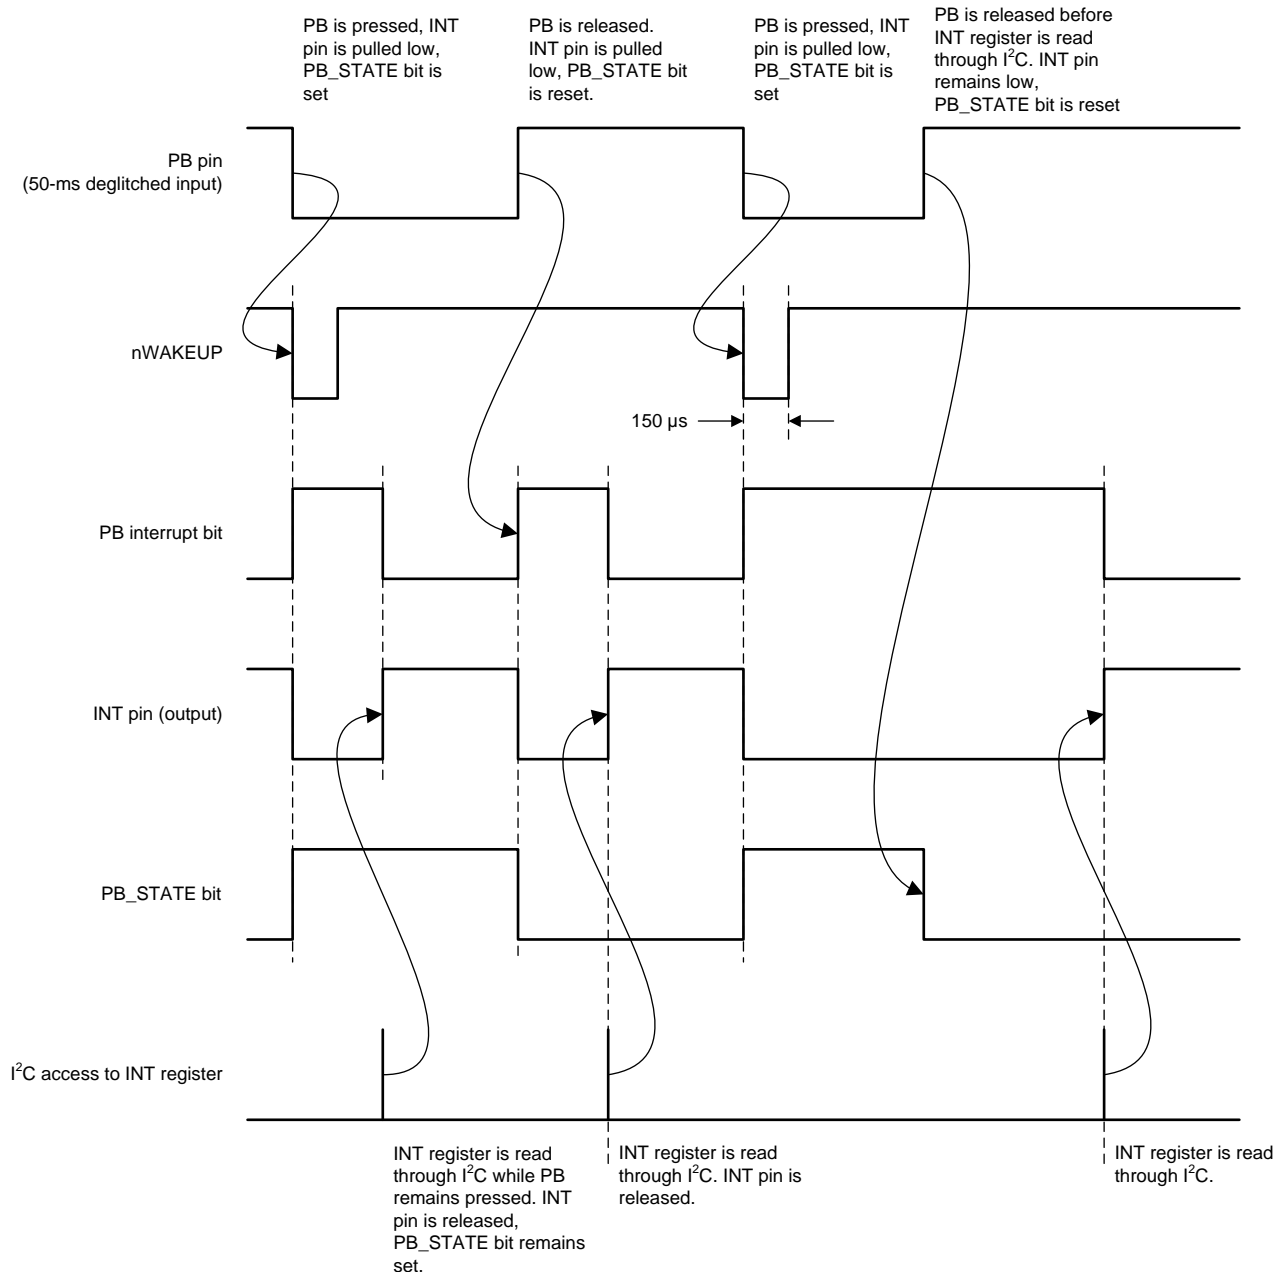 PB is pressed, INT
pin is pulled low,
PB_STATE bit is
set
PB is released.
INT pin is pulled
low, PB_STATE bit
is reset.
PB is pressed, INT
pin is pulled low,
PB_STATE bit is
set
PB is released before
INT register is read
through I²C. INT pin
remains low,
PB_STATE bit is reset
PB pin
(50-ms deglitched input)
nWAKEUP
150 µs
PB interrupt bit
INT pin (output)
PB_STATE bit
I²C access to INT register
INT register is read
through I²C while PB
remains pressed. INT
pin is released,
PB_STATE bit remains
set.
INT register is read
through I²C. INT pin is
released.
INT register is read
through I²C.